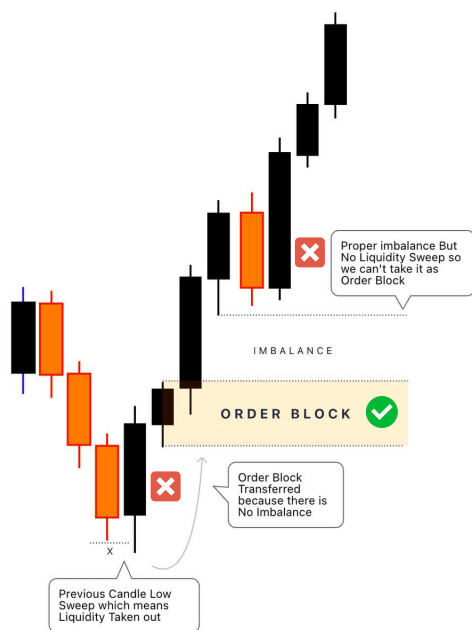 Proper imbalance But
No Liquidity Sweep so
we can't take it as
Order Block
IMBALANCE
ORDER BLOCK
Order Block
Transferred
because there is
No Imbalance
X
Previous Candle Low
Sweep which means
Liquidity Taken out